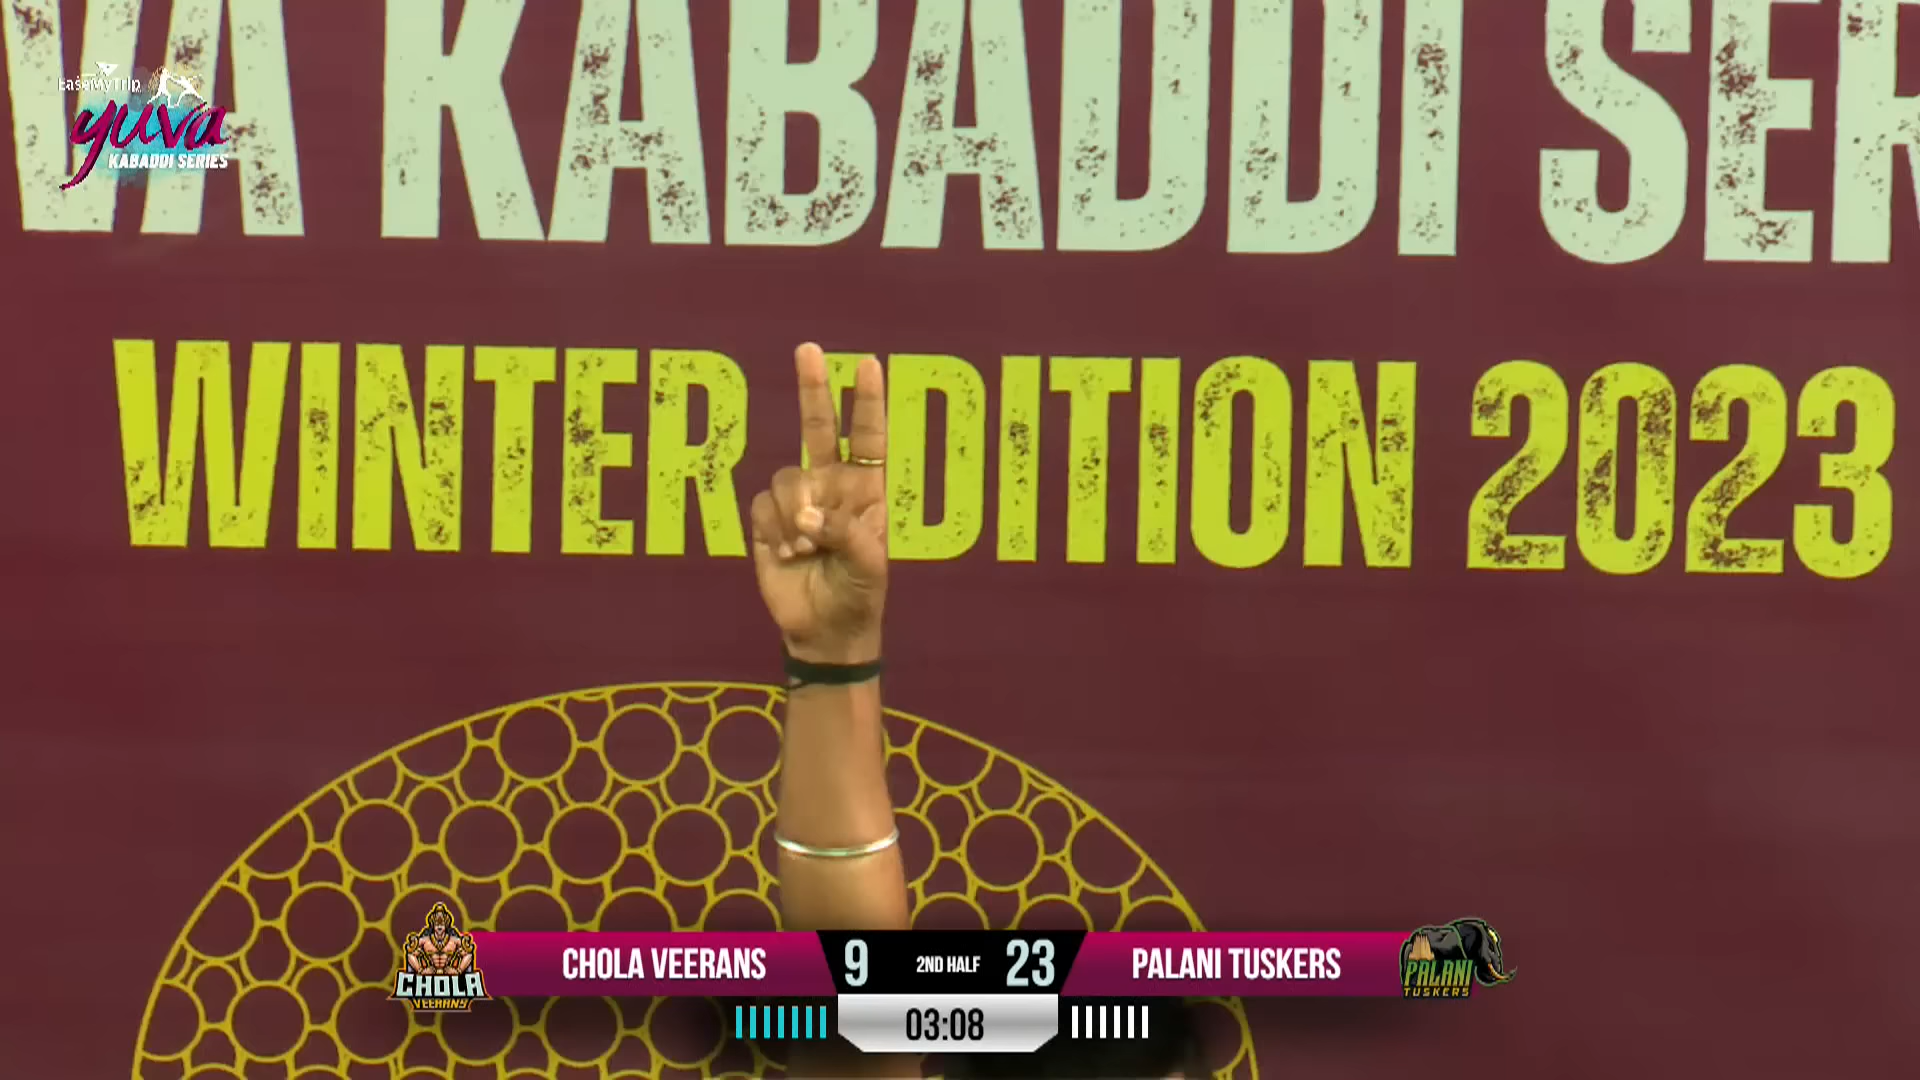 VA KABADDI SER
EaseMyTrip
yuva
KABADDI SERIES
WINTER EDITION 2023
CHOLA VEERANS 9 2ND HALF 23 PALANI TUSKERS
CHOLA
VEERANS
PALANI
TUSKERS
03:08